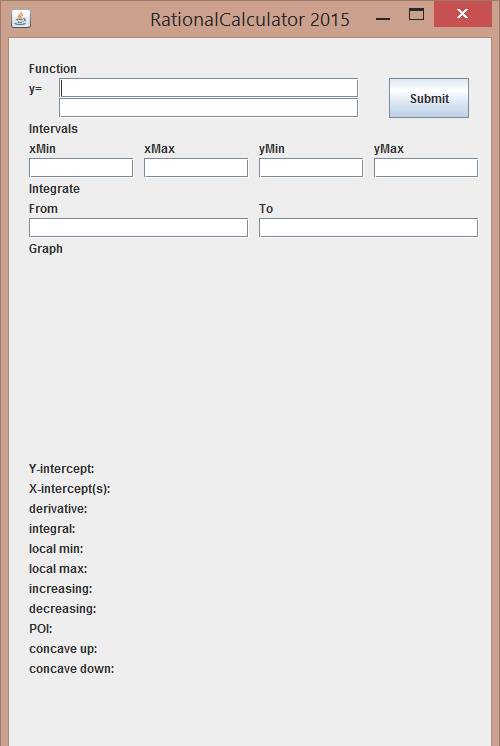 RationalCalculator 2015
Function
y=
Submit
Intervals
xMin xMax yMin yMax
Integrate
From To
Graph
Y-intercept:
X-intercept(s):
derivative:
integral:
local min:
local max:
increasing:
decreasing:
POI:
concave up:
concave down: